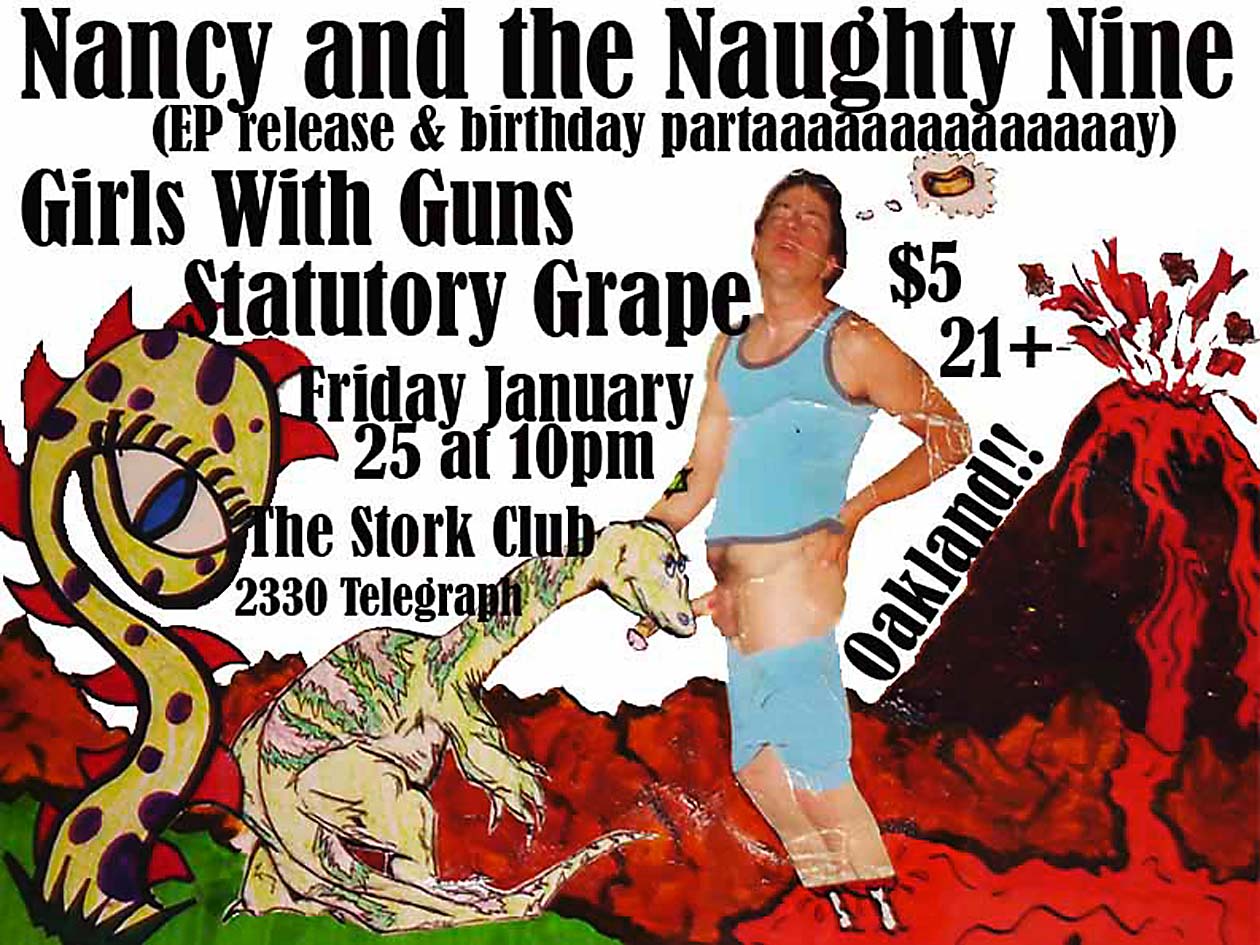 Nancy and the Naughty Nine
(EP release & birthday partaaaaaaaaaaaaaaaay)
Girls With Guns
Statutory Grape
$5
21+
Friday January
25 at 10pm
The Stork Club
2330 Telegraph
Oakland!!